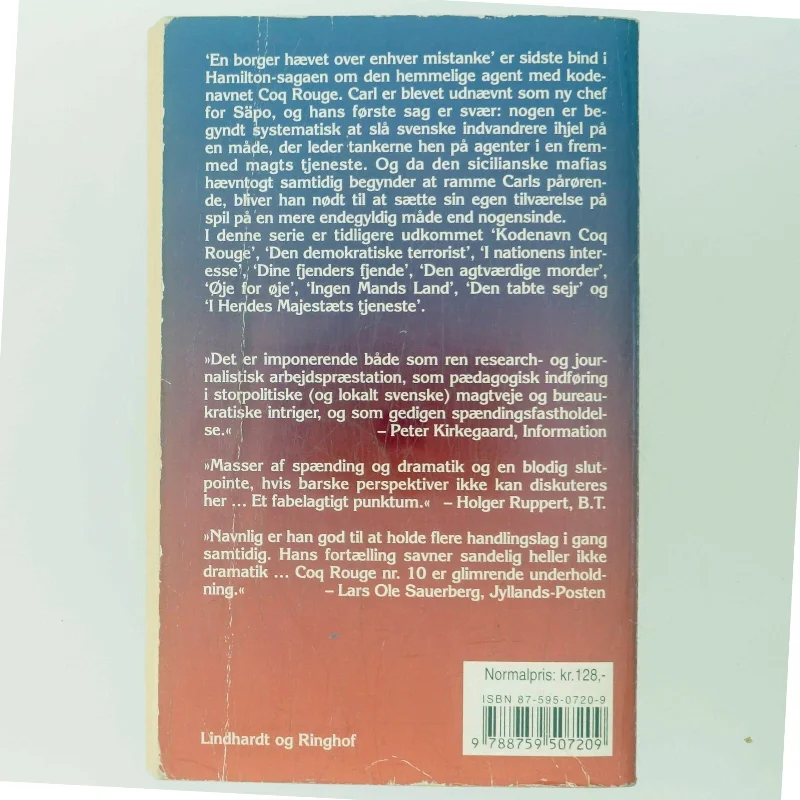 ‘En borger hævet over enhver mistanke’ er sidste bind i
Hamilton-sagaen om den hemmelige agent med kode-
navnet Coq Rouge. Carl er blevet udnævnt som ny chef
for Säpo, og hans første sag er svær: nogen er be-
gyndt systematisk at slå svenske indvandrere ihjel på
en måde, der leder tankerne hen på agenter i en frem-
med magts tjeneste. Og da den sicilianske mafias
hævntogt samtidig begynder at ramme Carls pårøren-
de, bliver han nødt til at sætte sin egen tilværelse på
spil på en mere endegyldig måde end nogensinde.
I denne serie er tidligere udkommet ‘Kodenavn Coq
Rouge’, ‘Den demokratiske terrorist’, ‘I nationens inter-
esse’, ‘Dine fjenders fjende’, ‘Den agtværdige morder’,
‘Øje for øje’, ‘Ingen Mands Land’, ‘Den tabte sejr’ og
‘I Hendes Majestæts tjeneste’.
»Det er imponerende både som ren research- og jour-
nalistisk arbejdspræstation, som pædagogisk indføring
i storpolitiske (og lokalt svenske) magtveje og bureau-
kratiske intriger, og som gedigen spændingsfastholdel-
se.« – Peter Kirkegaard, Information
»Masser af spænding og dramatik og en blodig slut-
pointe, hvis barske perspektiver ikke kan diskuteres
her ... Et fabelagtigt punktum.« – Holger Ruppert, B.T.
»Navnlig er han god til at holde flere handlingslag i gang
samtidig. Hans fortælling savner sandelig heller ikke
dramatik ... Coq Rouge nr. 10 er glimrende underhold-
ning.« – Lars Ole Sauerberg, Jyllands-Posten
Normalpris: kr.128,-
ISBN 87-595-0720-9
9 788759 507209
Lindhardt og Ringhof